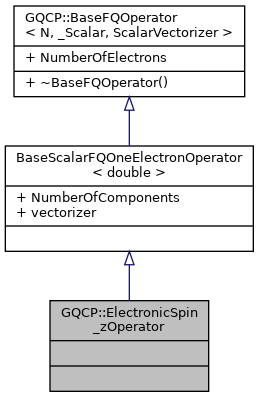 GQCP::BaseFQOperator
< N, _Scalar, ScalarVectorizer >
+ NumberOfElectrons
+ ~BaseFQOperator()
BaseScalarFQOneElectronOperator
< double >
+ NumberOfComponents
+ vectorizer
GQCP::ElectronicSpin
_zOperator